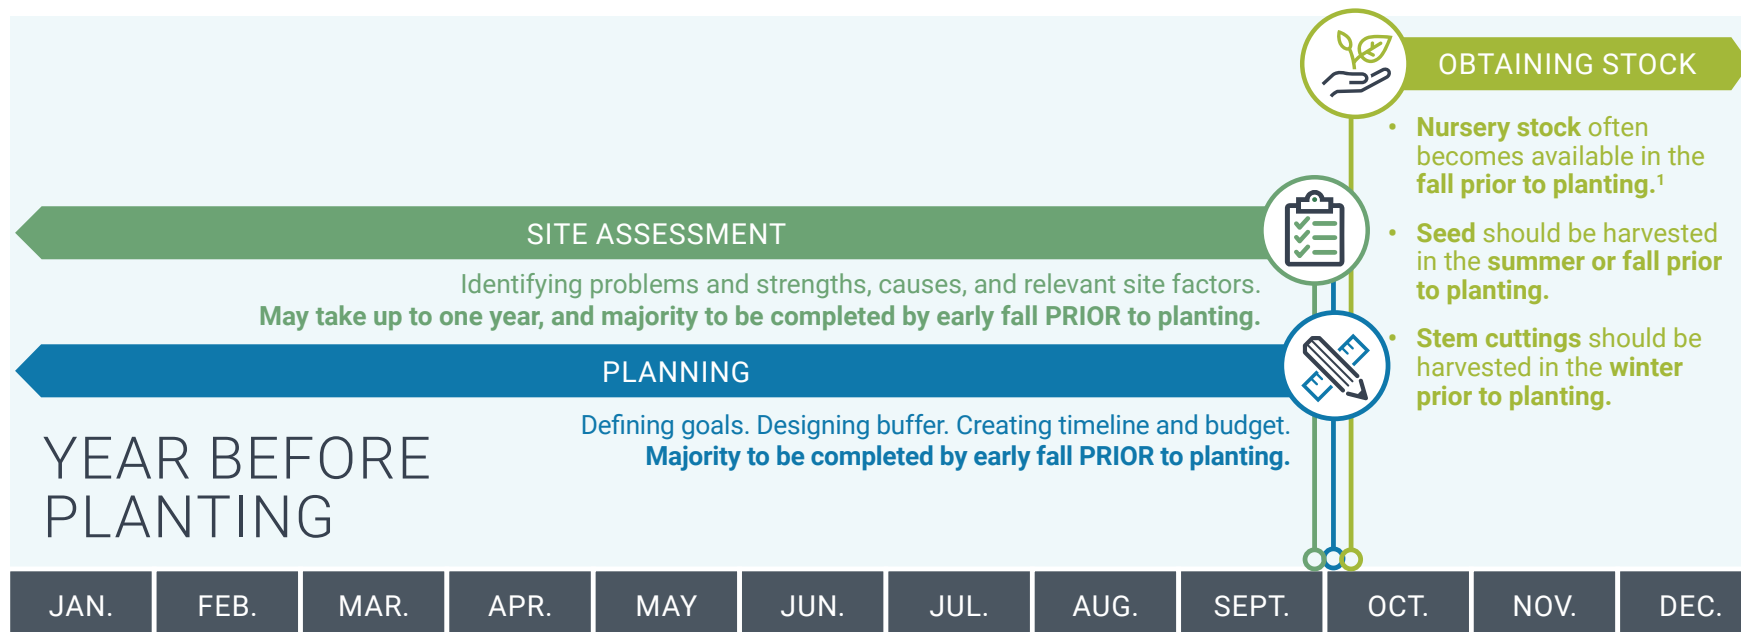 OBTAINING STOCK
• Nursery stock often
becomes available in the
fall prior to planting.¹
• Seed should be harvested
in the summer or fall prior
to planting.
• Stem cuttings should be
harvested in the winter
prior to planting.
SITE ASSESSMENT
Identifying problems and strengths, causes, and relevant site factors.
May take up to one year, and majority to be completed by early fall PRIOR to planting.
PLANNING
Defining goals. Designing buffer. Creating timeline and budget.
Majority to be completed by early fall PRIOR to planting.
YEAR BEFORE
PLANTING
JAN. FEB. MAR. APR. MAY JUN. JUL. AUG. SEPT. OCT. NOV. DEC.